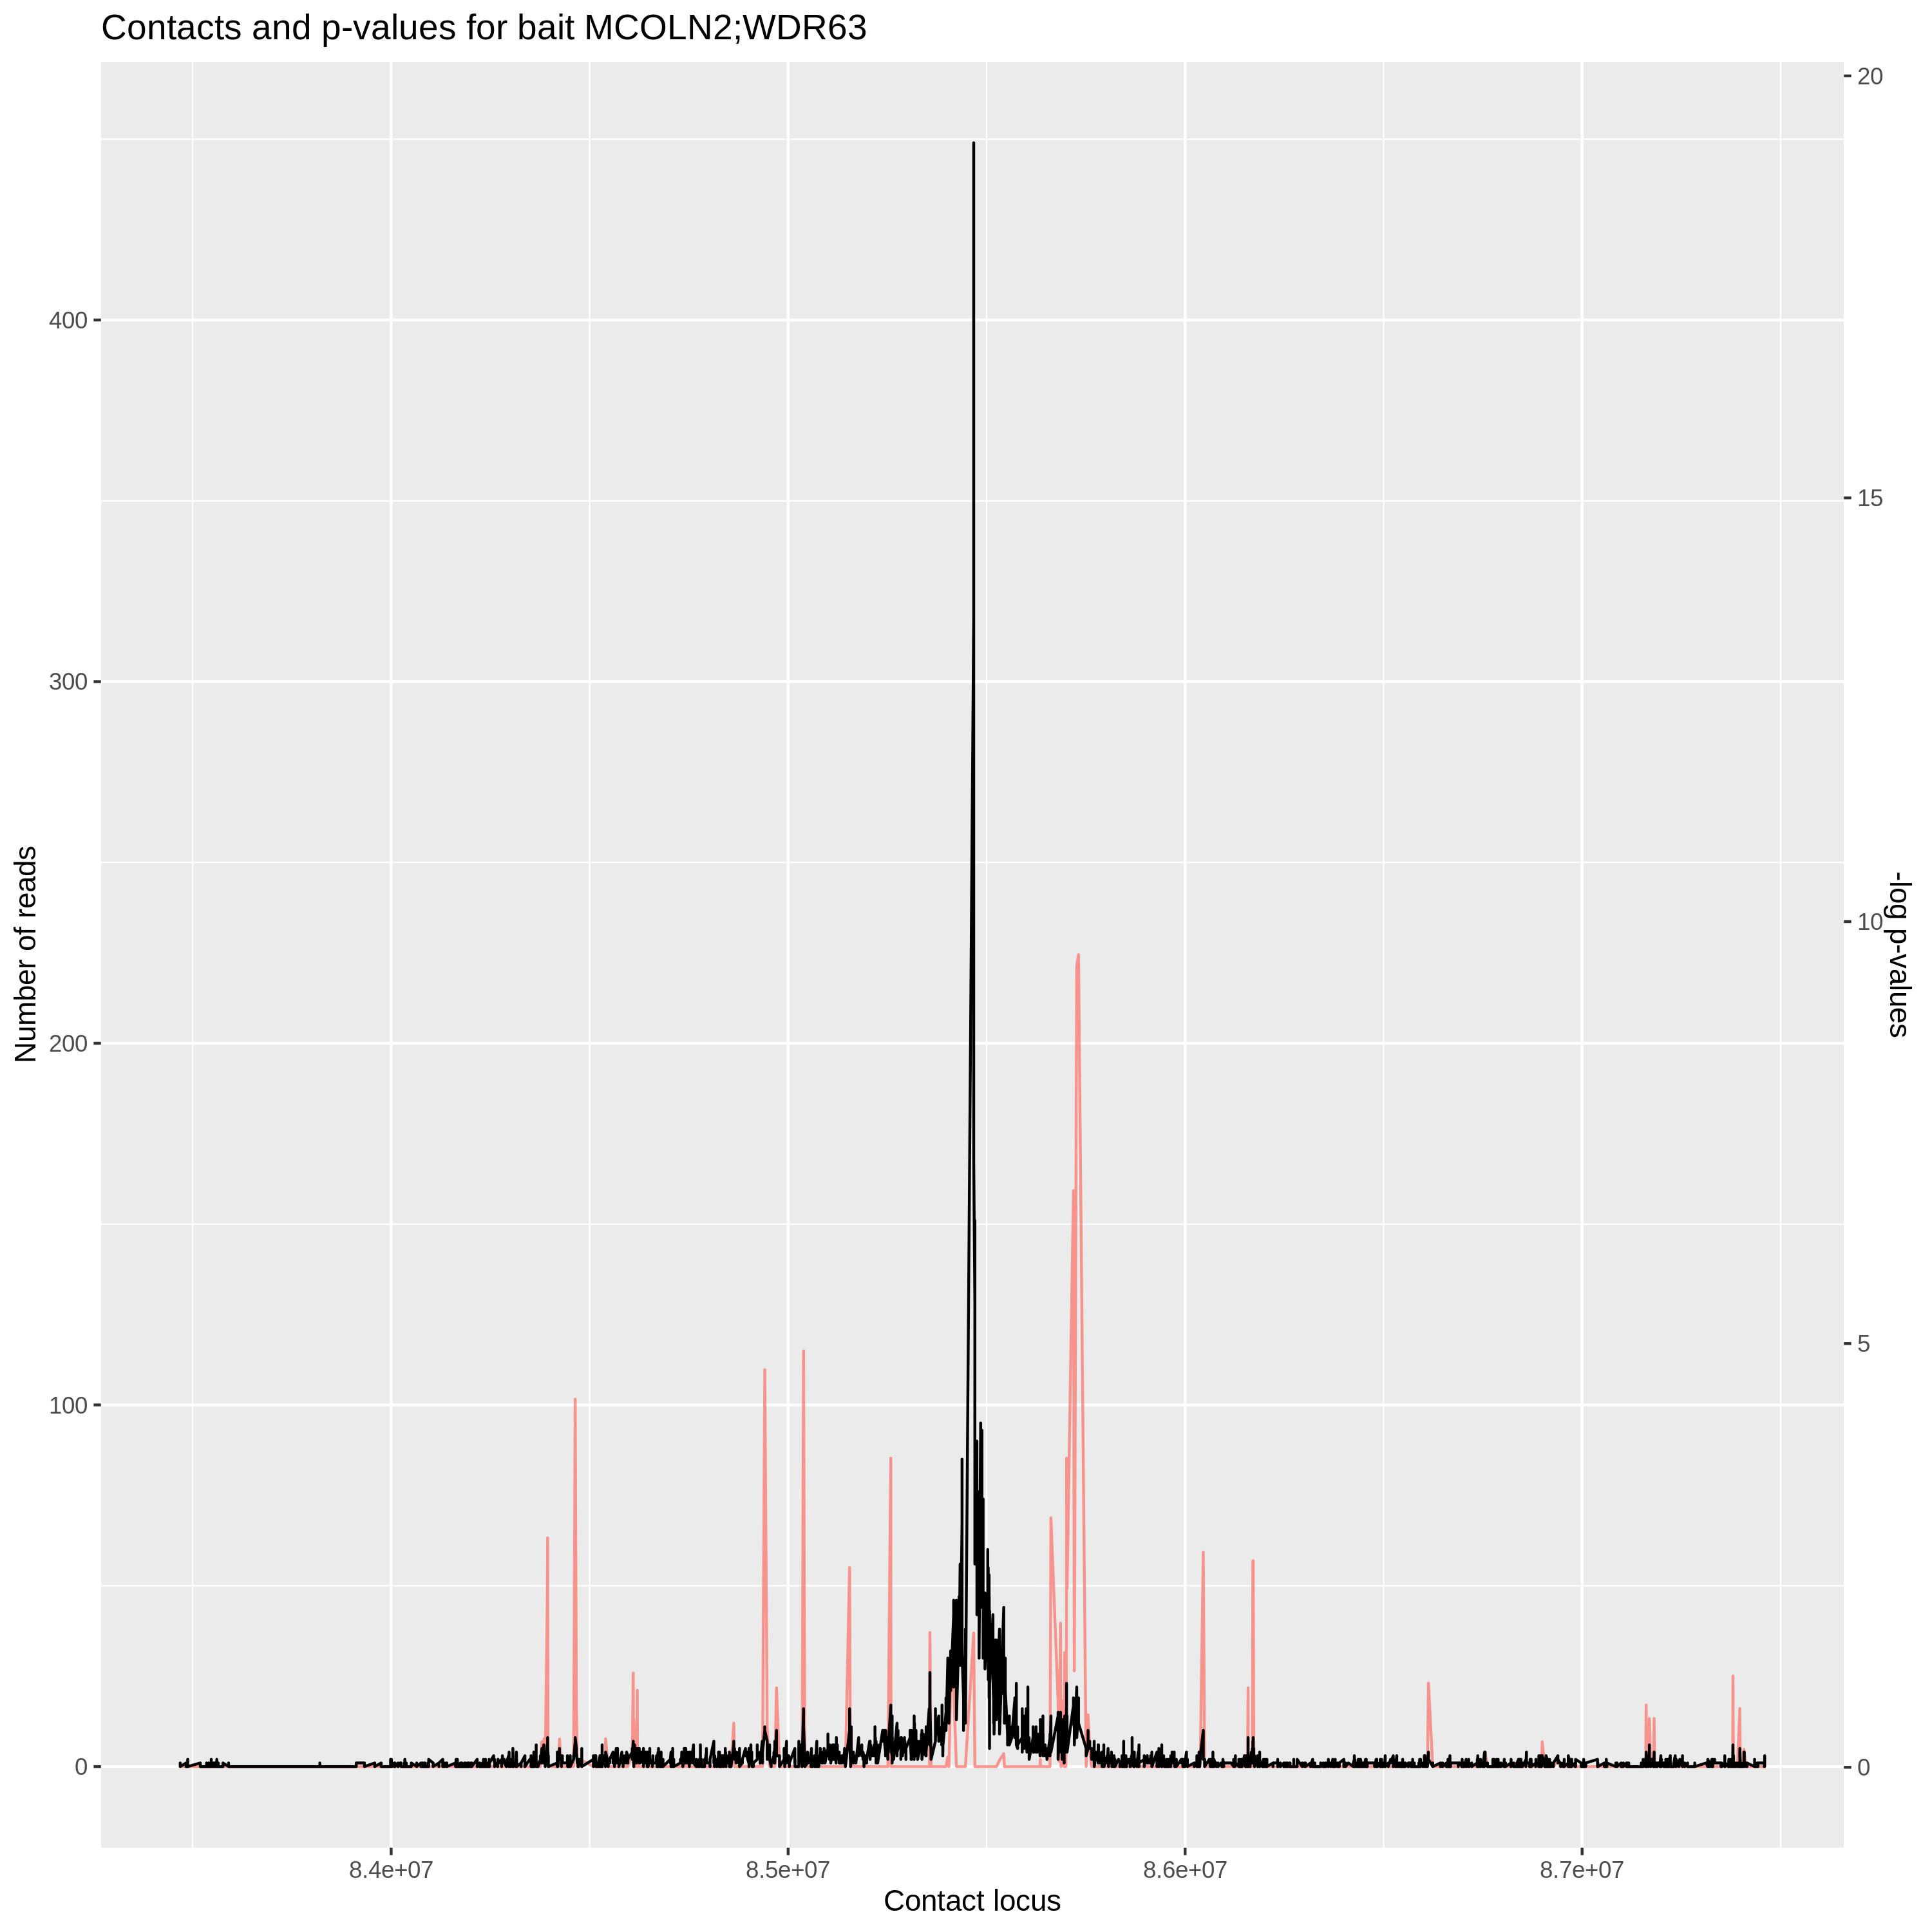 Contacts and p-values for bait MCOLN2;WDR63
20
400
15
300
Number of reads
-log p-values
10
200
5
100
0
0
8.4e+07
8.5e+07
8.6e+07
8.7e+07
Contact locus